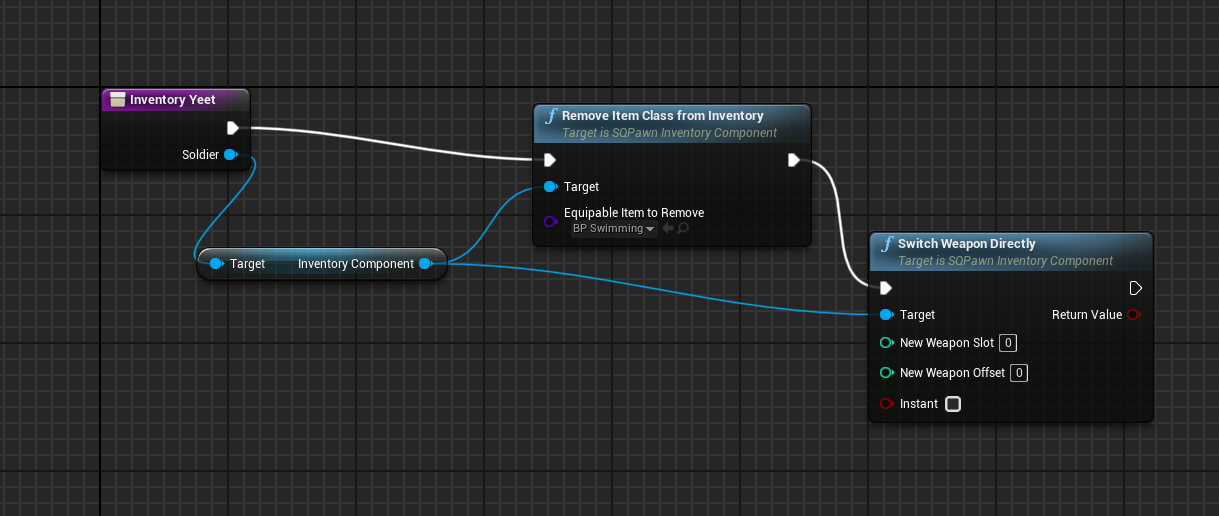 Inventory Yeet
Soldier
Target Inventory Component
f Remove Item Class from Inventory
Target is SQPawn Inventory Component
Target
Equipable Item to Remove
BP Swimming
f Switch Weapon Directly
Target is SQPawn Inventory Component
Target Return Value
New Weapon Slot 0
New Weapon Offset 0
Instant